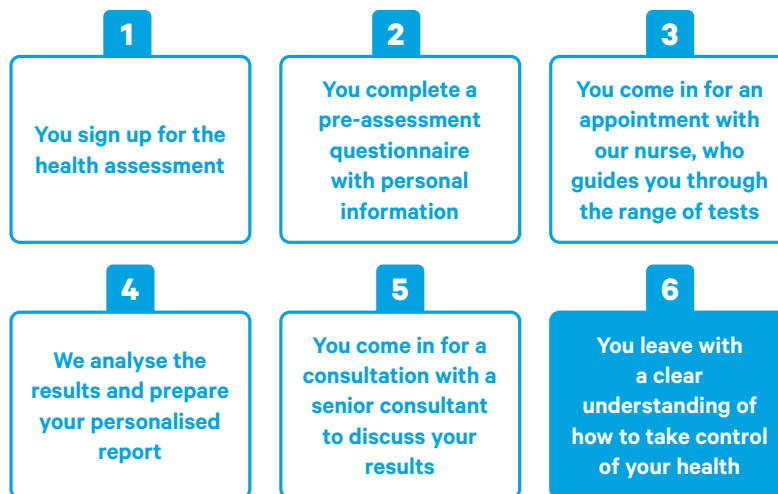 1
You sign up for the
health assessment
2
You complete a
pre-assessment
questionnaire
with personal
information
3
You come in for an
appointment with
our nurse, who
guides you through
the range of tests
4
We analyse the
results and prepare
your personalised
report
5
You come in for a
consultation with a
senior consultant
to discuss your
results
6
You leave with
a clear
understanding of
how to take control
of your health